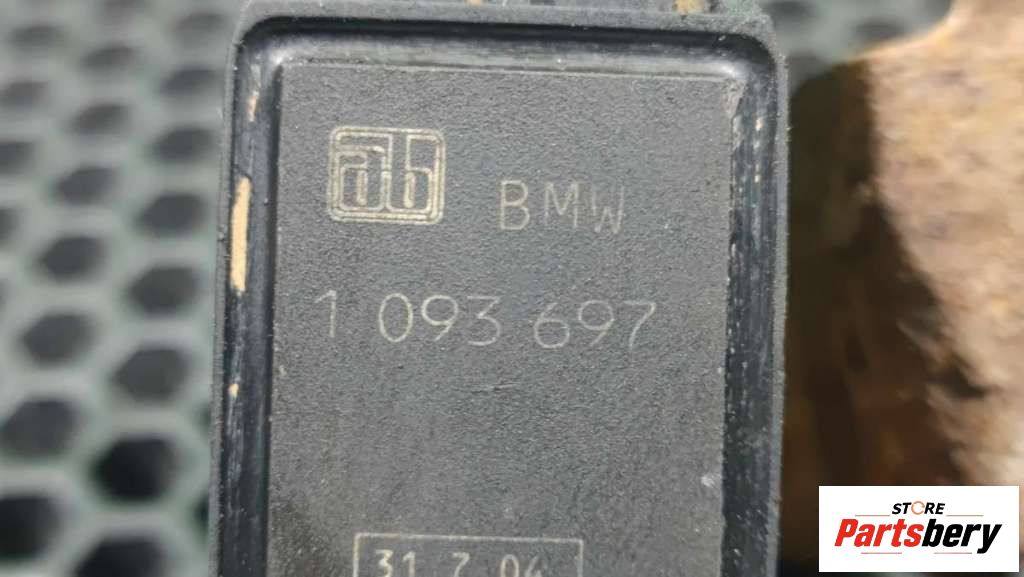 ab BMW
1 093 697
31.7.04
STORE
Partsbery